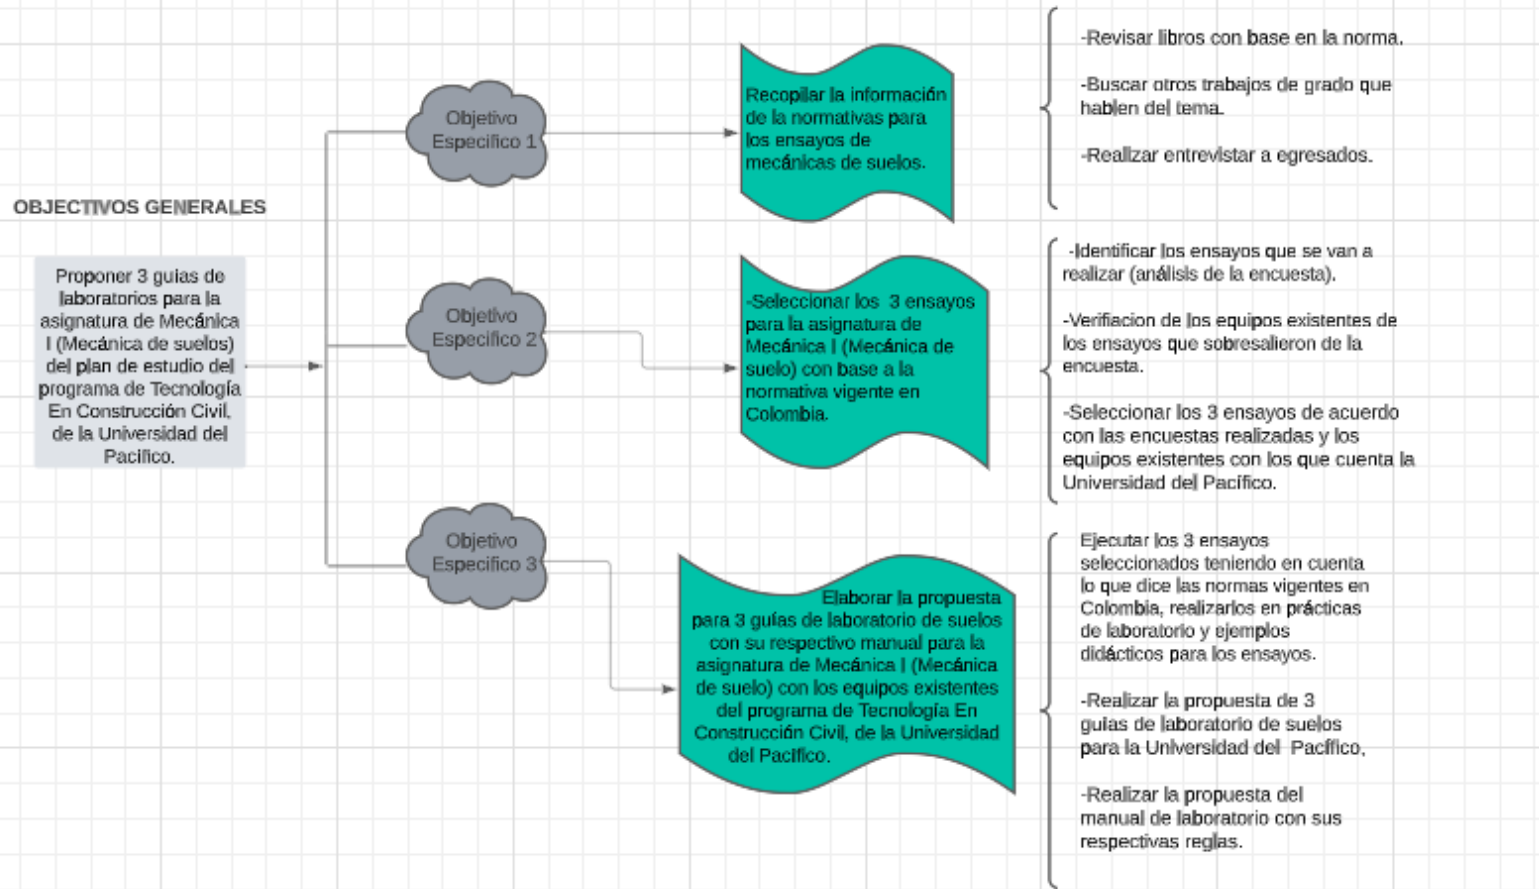 OBJECTIVOS GENERALES
Proponer 3 guias de
laboratorios para la
asignatura de Mecánica
I (Mecánica de suelos)
del plan de estudio del
programa de Tecnología
En Construcción Civil,
de la Universidad del
Pacífico.
Objetivo
Especifico 1
Recopilar la información
de la normativas para
los ensayos de
mecánicas de suelos.
-Revisar libros con base en la norma.
-Buscar otros trabajos de grado que
hablen del tema.
-Realizar entrevistar a egresados.
Objetivo
Especifico 2
-Seleccionar los 3 ensayos
para la asignatura de
Mecánica I (Mecánica de
suelo) con base a la
normativa vigente en
Colombia.
-Identificar los ensayos que se van a
realizar (análisis de la encuesta).
-Verifiacion de los equipos existentes de
los ensayos que sobresalieron de la
encuesta.
-Seleccionar los 3 ensayos de acuerdo
con las encuestas realizadas y los
equipos existentes con los que cuenta la
Universidad del Pacífico.
Objetivo
Especifico 3
Elaborar la propuesta
para 3 guías de laboratorio de suelos
con su respectivo manual para la
asignatura de Mecánica I (Mecánica
de suelo) con los equipos existentes
del programa de Tecnología En
Construcción Civil, de la Universidad
del Pacífico.
Ejecutar los 3 ensayos
seleccionados teniendo en cuenta
lo que dice las normas vigentes en
Colombia, realizarlos en prácticas
de laboratorio y ejemplos
didácticos para los ensayos.
-Realizar la propuesta de 3
guías de laboratorio de suelos
para la Universidad del Pacífico,
-Realizar la propuesta del
manual de laboratorio con sus
respectivas reglas.